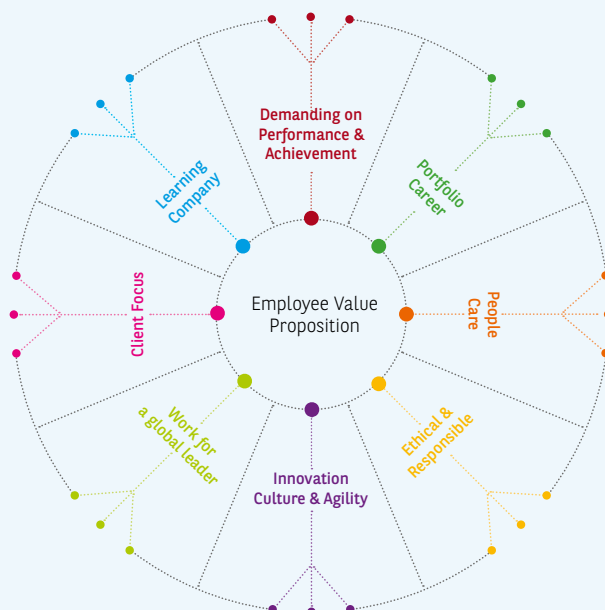 Demanding on
Performance &
Achievement
Portfolio
Career
People
Care
Ethical &
Responsible
Innovation
Culture & Agility
Work for
a global leader
Client Focus
Learning
Company
Employee Value
Proposition